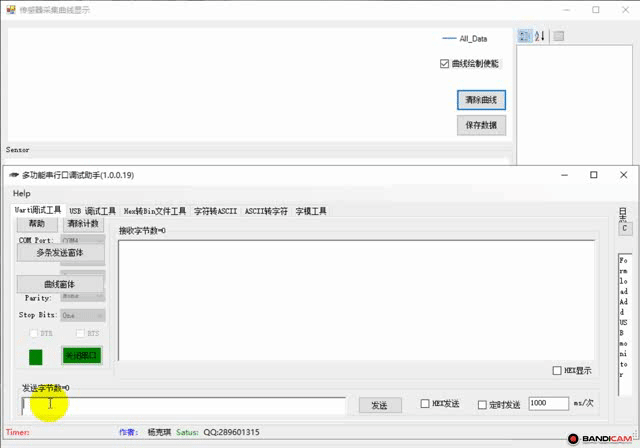 传感器采集曲线显示
All_Data
曲线绘制使能
清除曲线
保存数据
Sensor
多功能串行口调试助手(1.0.0.19)
Help
Uart调试工具 USB 调试工具 Hex转Bin文件工具 字符转ASCII ASCII转字符 字模工具
日志
帮助 清除计数
接收字节数=0
C
COM Port: COM4
多条发送窗体
曲线窗体
Parity: None
Stop Bits: One
DTR RTS
关闭串口
Form load Add USB monitor
HEX显示
发送字节数=0
发送 HEX发送 定时发送 1000 ms/次
Timer: 作者: 杨克琪 Satus: QQ:289601315
BANDICAM